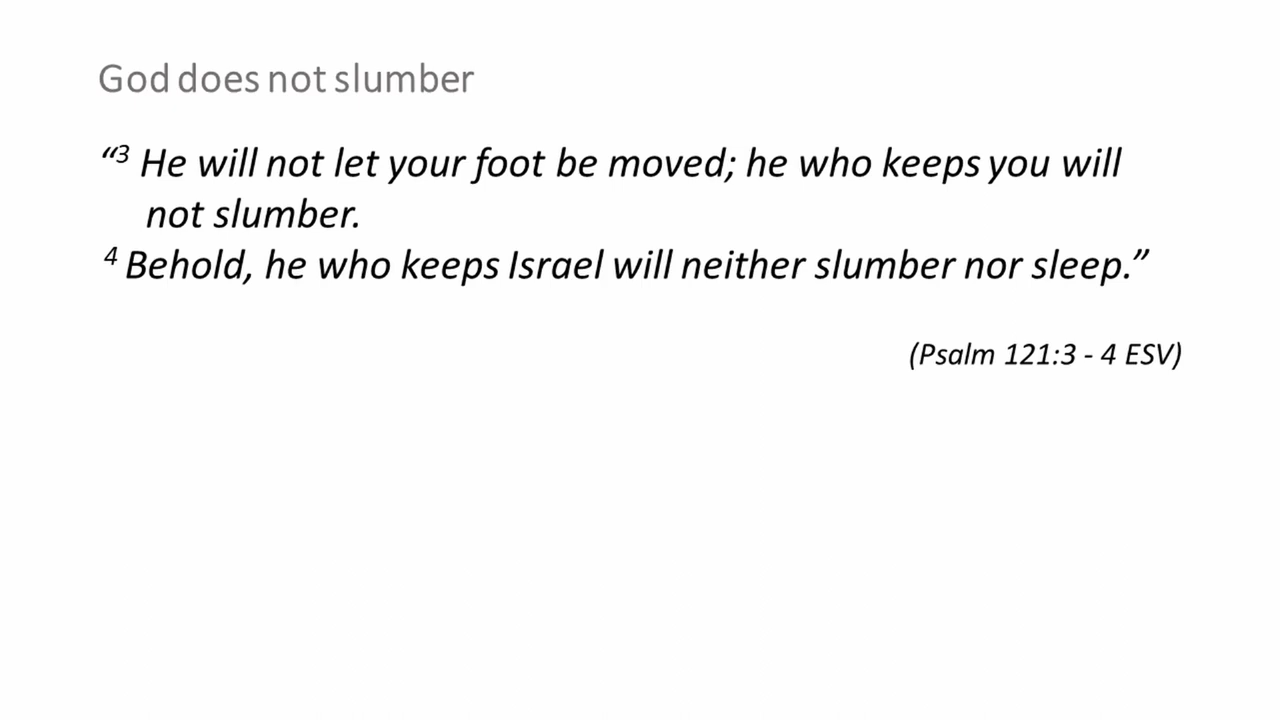 God does not slumber
“3 He will not let your foot be moved; he who keeps you will
not slumber.
4 Behold, he who keeps Israel will neither slumber nor sleep.”
(Psalm 121:3 - 4 ESV)